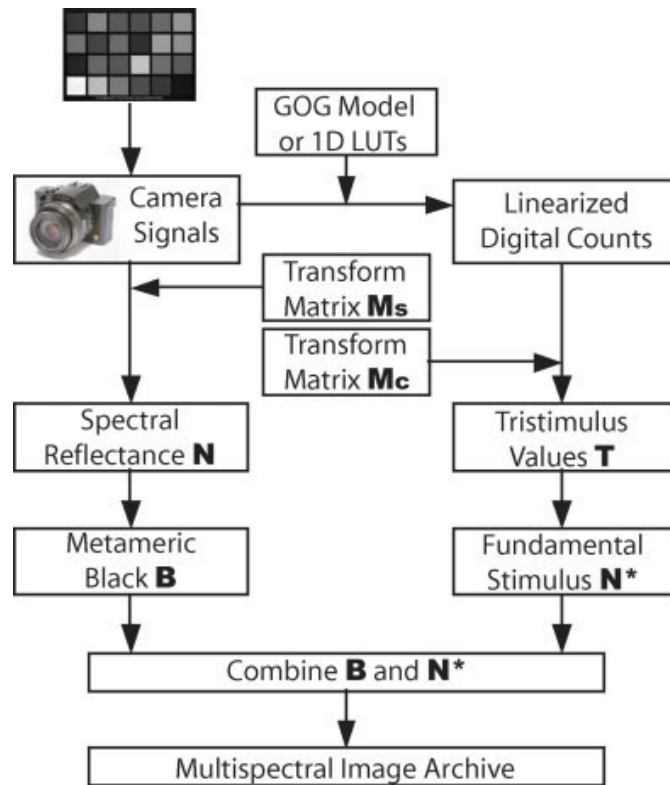 GOG Model
or 1D LUTs
Camera
Signals
Linearized
Digital Counts
Transform
Matrix Ms
Transform
Matrix Mc
Spectral
Reflectance N
Tristimulus
Values T
Metameric
Black B
Fundamental
Stimulus N*
Combine B and N*
Multispectral Image Archive